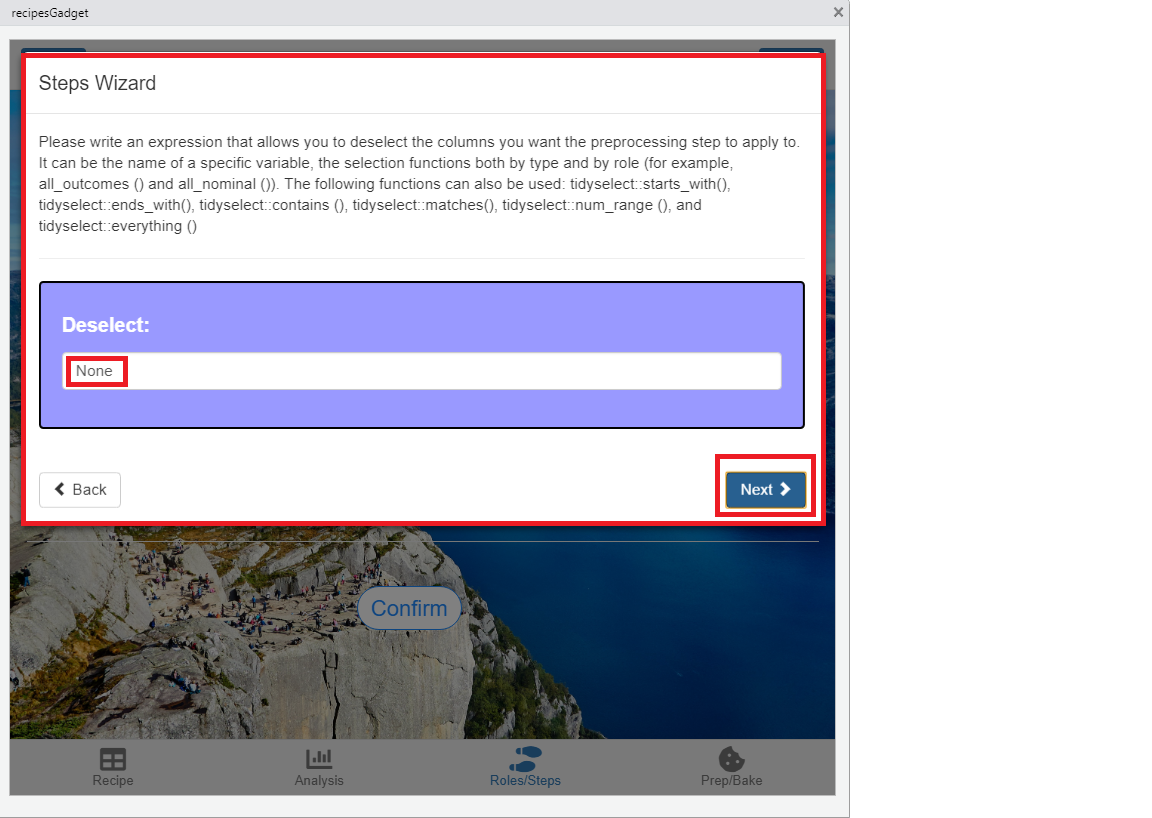 recipesGadget
Steps Wizard
Please write an expression that allows you to deselect the columns you want the preprocessing step to apply to.
It can be the name of a specific variable, the selection functions both by type and by role (for example,
all_outcomes () and all_nominal ()). The following functions can also be used: tidyselect::starts_with(),
tidyselect::ends_with(), tidyselect::contains (), tidyselect::matches(), tidyselect::num_range (), and
tidyselect::everything ()
Deselect:
None
Back
Next
Confirm
Recipe
Analysis
Roles/Steps
Prep/Bake